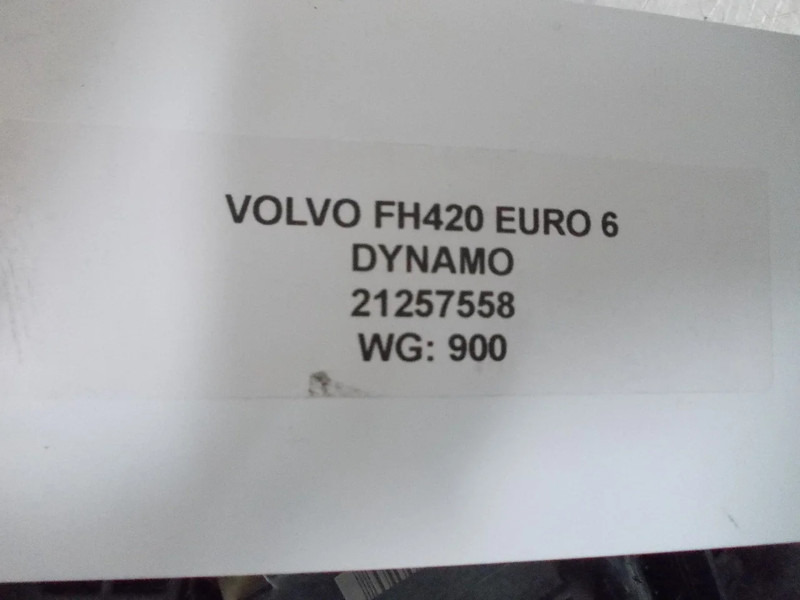 VOLVO FH420 EURO 6
DYNAMO
21257558
WG: 900